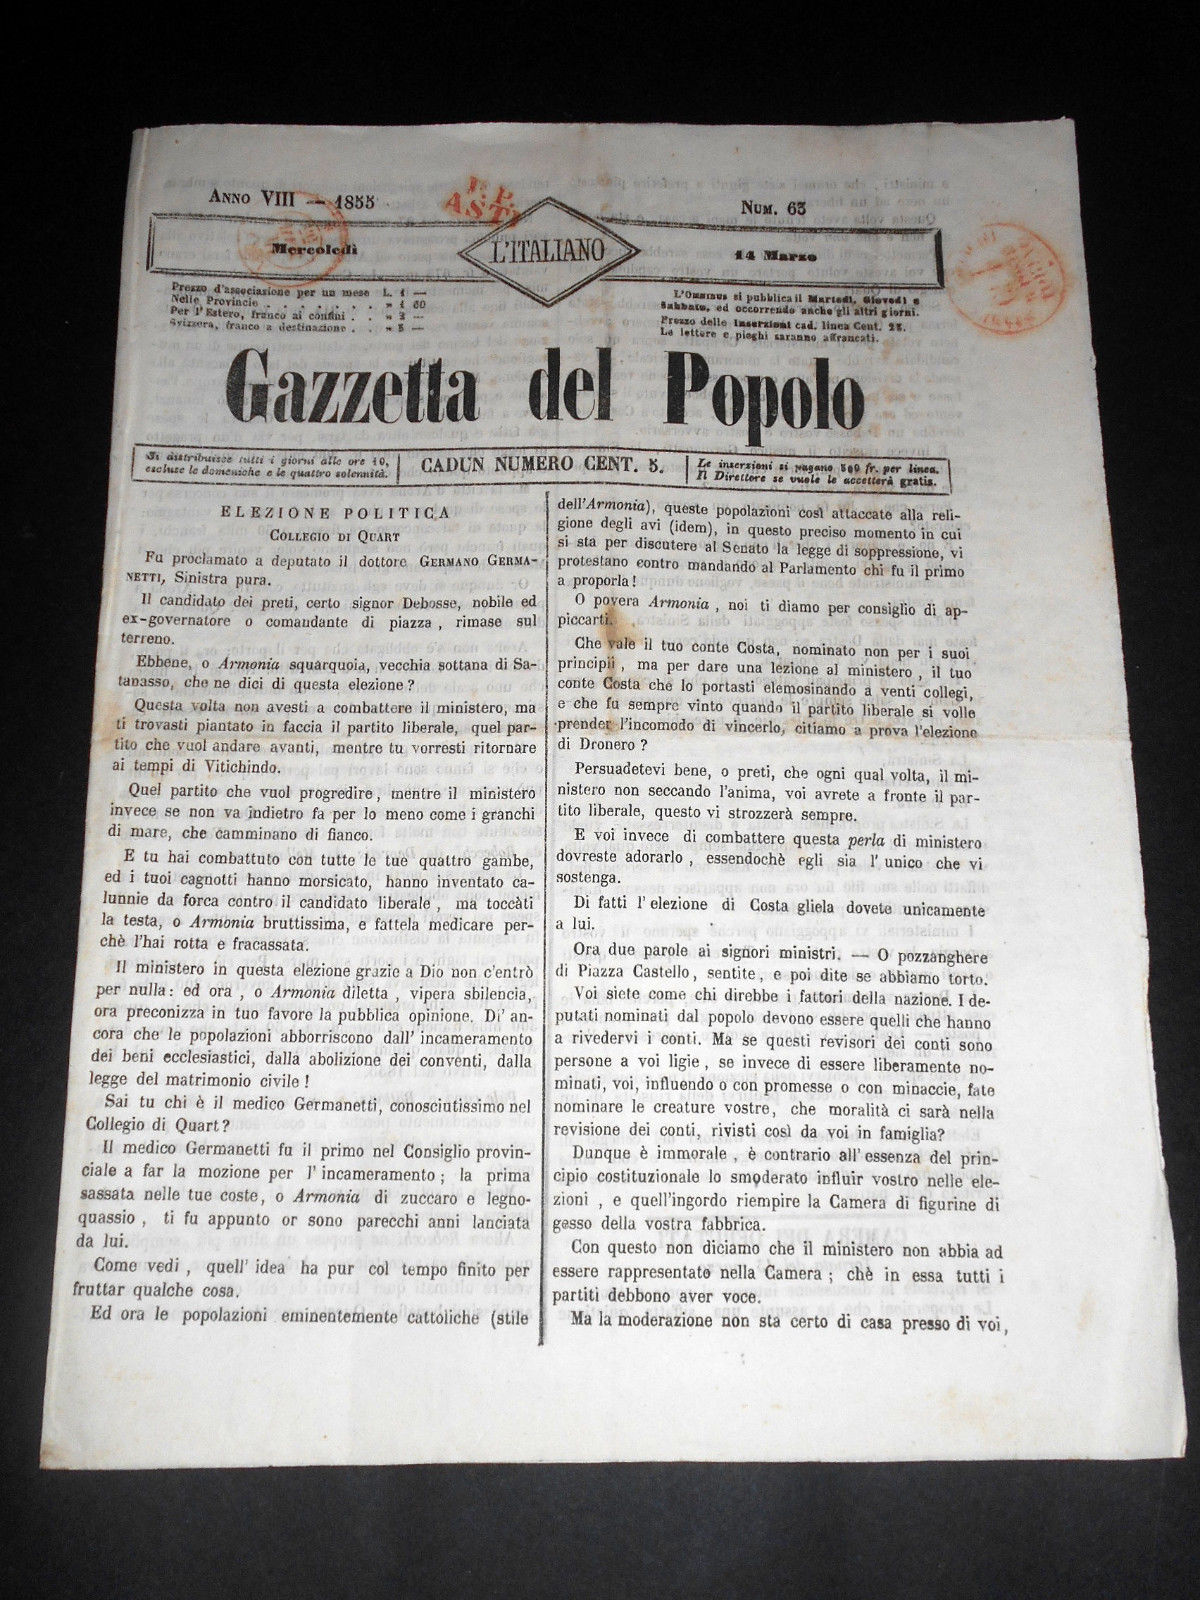 ANNO VIII — 1855
NUM. 63
P. P.
ASTI
Mercoledì
L'ITALIANO
14 Marzo
Prezzo d'associazione per un mese L. 1 —
Nelle Provincie . . . . . . » 1 60
Per l'Estero, franco ai confini . . » 3 —
Svizzera, franco a destinazione . . » 5 —
L'OMNIBUS si pubblica il Martedì, Giovedì e
Sabbato, ed occorrendo anche gli altri giorni.
Prezzo delle inserzioni cad. linea Cent. 25.
Le lettere e pieghi saranno affrancati.
Gazzetta del Popolo
Si distribuisce tutti i giorni alle ore 10,
escluse le domeniche e le quattro solennità.
CADUN NUMERO CENT. 5.
Le inserzioni si pagano 500 fr. per linea.
Il Direttore se vuole le accetterà gratis.
ELEZIONE POLITICA
COLLEGIO DI QUART
Fu proclamato a deputato il dottore GERMANO GERMA-
NETTI, Sinistra pura.
Il candidato dei preti, certo signor Debosse, nobile ed
ex-governatore o comandante di piazza, rimase sul
terreno.
Ebbene, o Armonia squarquoia, vecchia sottana di Sa-
tanasso, che ne dici di questa elezione?
Questa volta non avesti a combattere il ministero, ma
ti trovasti piantato in faccia il partito liberale, quel par-
tito che vuol andare avanti, mentre tu vorresti ritornare
ai tempi di Vitichindo.
Quel partito che vuol progredire, mentre il ministero
invece se non va indietro fa per lo meno come i granchi
di mare, che camminano di fianco.
E tu hai combattuto con tutte le tue quattro gambe,
ed i tuoi cagnotti hanno morsicato, hanno inventato ca-
lunnie da forca contro il candidato liberale, ma toccàti
la testa, o Armonia bruttissima, e fattela medicare per-
chè l'hai rotta e fracassata.
Il ministero in questa elezione grazie a Dio non c'entrò
per nulla: ed ora, o Armonia diletta, vipera sbilencia,
ora preconizza in tuo favore la pubblica opinione. Di' an-
cora che le popolazioni abborriscono dall' incameramento
dei beni ecclesiastici, dalla abolizione dei conventi, dalla
legge del matrimonio civile!
Sai tu chi è il medico Germanetti, conosciutissimo nel
Collegio di Quart?
Il medico Germanetti fu il primo nel Consiglio provin-
ciale a far la mozione per l'incameramento; la prima
sassata nelle tue coste, o Armonia di zuccaro e legno-
quassio, ti fu appunto or sono parecchi anni lanciata
da lui.
Come vedi, quell' idea ha pur col tempo finito per
fruttar qualche cosa.
Ed ora le popolazioni eminentemente cattoliche (stile
dell'Armonia), queste popolazioni così attaccate alla reli-
gione degli avi (idem), in questo preciso momento in cui
si sta per discutere al Senato la legge di soppressione, vi
protestano contro mandando al Parlamento chi fu il primo
a proporla!
O povera Armonia, noi ti diamo per consiglio di ap-
piccarti.
Che vale il tuo conte Costa, nominato non per i suoi
principii, ma per dare una lezione al ministero, il tuo
conte Costa che lo portasti elemosinando a venti collegi,
e che fu sempre vinto quando il partito liberale si volle
prender l'incomodo di vincerlo, citiamo a prova l'elezione
di Dronero?
Persuadetevi bene, o preti, che ogni qual volta, il mi-
nistero non seccando l'anima, voi avrete a fronte il par-
tito liberale, questo vi strozzerà sempre.
E voi invece di combattere questa perla di ministero
dovreste adorarlo, essendochè egli sia l' unico che vi
sostenga.
Di fatti l'elezione di Costa gliela dovete unicamente
a lui.
Ora due parole ai signori ministri. — O pozzanghere
di Piazza Castello, sentite, e poi dite se abbiamo torto.
Voi siete come chi direbbe i fattori della nazione. I de-
putati nominati dal popolo devono essere quelli che hanno
a rivedervi i conti. Ma se questi revisori dei conti sono
persone a voi ligie, se invece di essere liberamente no-
minati, voi, influendo o con promesse o con minaccie, fate
nominare le creature vostre, che moralità ci sarà nella
revisione dei conti, rivisti così da voi in famiglia?
Dunque è immorale, è contrario all' essenza del prin-
cipio costituzionale lo smoderato influir vostro nelle ele-
zioni, e quell'ingordo riempire la Camera di figurine di
gesso della vostra fabbrica.
Con questo non diciamo che il ministero non abbia ad
essere rappresentato nella Camera; chè in essa tutti i
partiti debbono aver voce.
Ma la moderazione non sta certo di casa presso di voi,